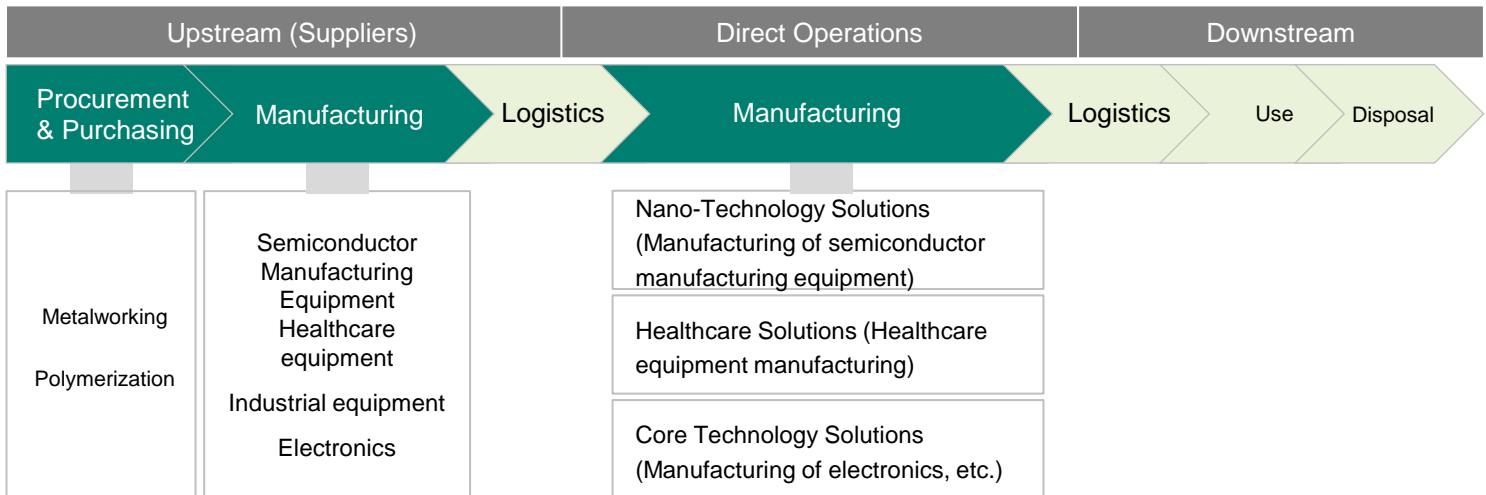 Upstream (Suppliers)
Direct Operations
Downstream
Procurement
& Purchasing
Manufacturing
Logistics
Manufacturing
Logistics
Use
Disposal
Metalworking
Polymerization
Semiconductor
Manufacturing
Equipment
Healthcare
equipment
Industrial equipment
Electronics
Nano-Technology Solutions
(Manufacturing of semiconductor
manufacturing equipment)
Healthcare Solutions (Healthcare
equipment manufacturing)
Core Technology Solutions
(Manufacturing of electronics, etc.)